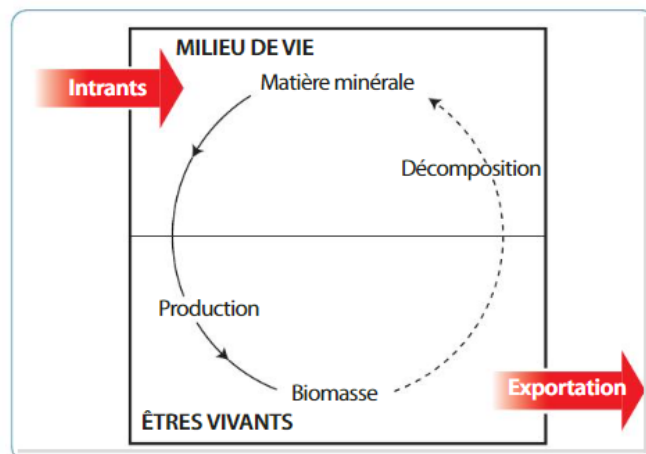 MILIEU DE VIE
Intrants
Matière minérale
Décomposition
Production
Exportation
Biomasse
ÊTRES VIVANTS